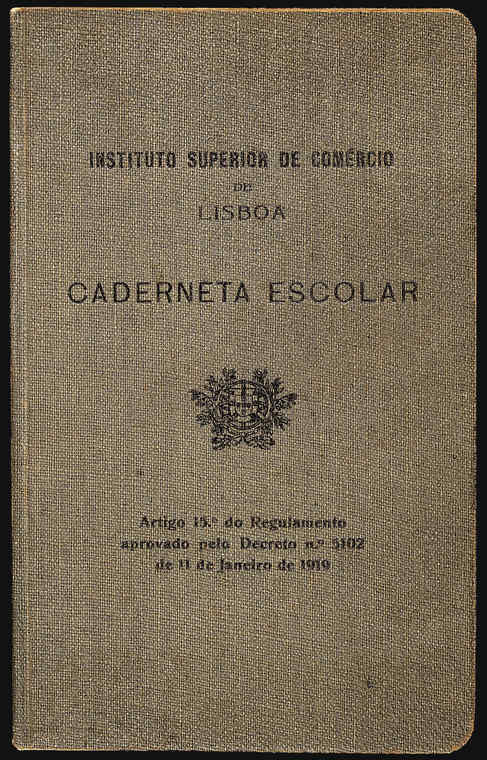 INSTITUTO SUPERIOR DE COMÉRCIO
DE
LISBOA
CADERNETA ESCOLAR
Artigo 15.º do Regulamento
aprovado pelo Decreto n.º 5102
de 11 de Janeiro de 1919